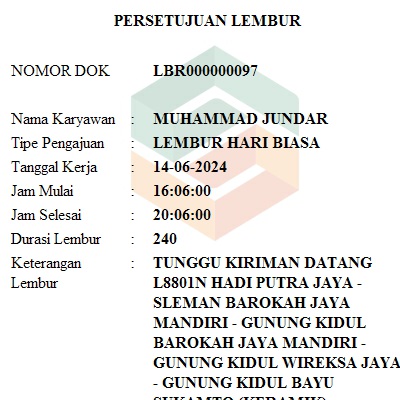 PERSETUJUAN LEMBUR
NOMOR DOK LBR000000097
Nama Karyawan : MUHAMMAD JUNDAR
Tipe Pengajuan : LEMBUR HARI BIASA
Tanggal Kerja : 14-06-2024
Jam Mulai : 16:06:00
Jam Selesai : 20:06:00
Durasi Lembur : 240
Keterangan : TUNGGU KIRIMAN DATANG
Lembur L8801N HADI PUTRA JAYA -
SLEMAN BAROKAH JAYA
MANDIRI - GUNUNG KIDUL
BAROKAH JAYA MANDIRI -
GUNUNG KIDUL WIREKSA JAYA
- GUNUNG KIDUL BAYU
SUKAMTO (KERAMIK)